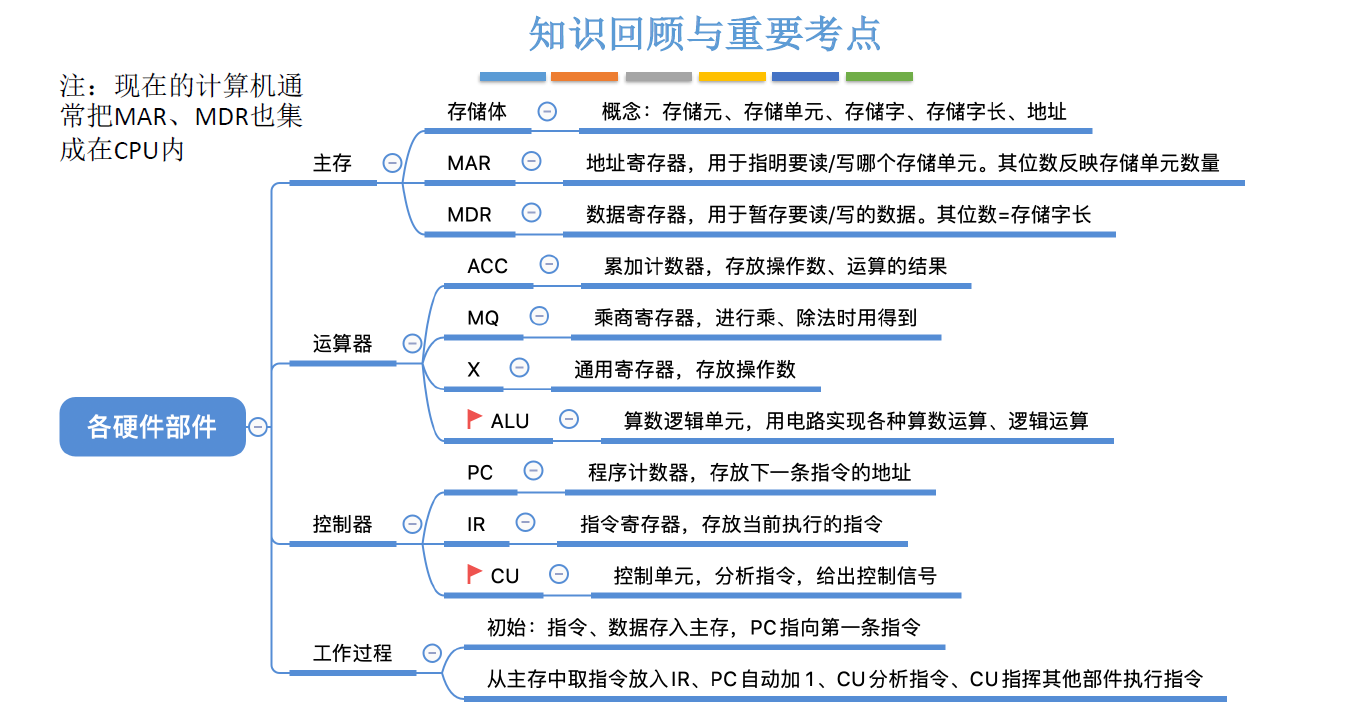 知识回顾与重要考点
注：现在的计算机通
常把MAR、MDR也集
成在CPU内
各硬件部件
主存
存储体
概念：存储元、存储单元、存储字、存储字长、地址
MAR
地址寄存器，用于指明要读/写哪个存储单元。其位数反映存储单元数量
MDR
数据寄存器，用于暂存要读/写的数据。其位数=存储字长
运算器
ACC
累加计数器，存放操作数、运算的结果
MQ
乘商寄存器，进行乘、除法时用得到
X
通用寄存器，存放操作数
ALU
算数逻辑单元，用电路实现各种算数运算、逻辑运算
控制器
PC
程序计数器，存放下一条指令的地址
IR
指令寄存器，存放当前执行的指令
CU
控制单元，分析指令，给出控制信号
工作过程
初始：指令、数据存入主存，PC指向第一条指令
从主存中取指令放入IR、PC自动加1、CU分析指令、CU指挥其他部件执行指令